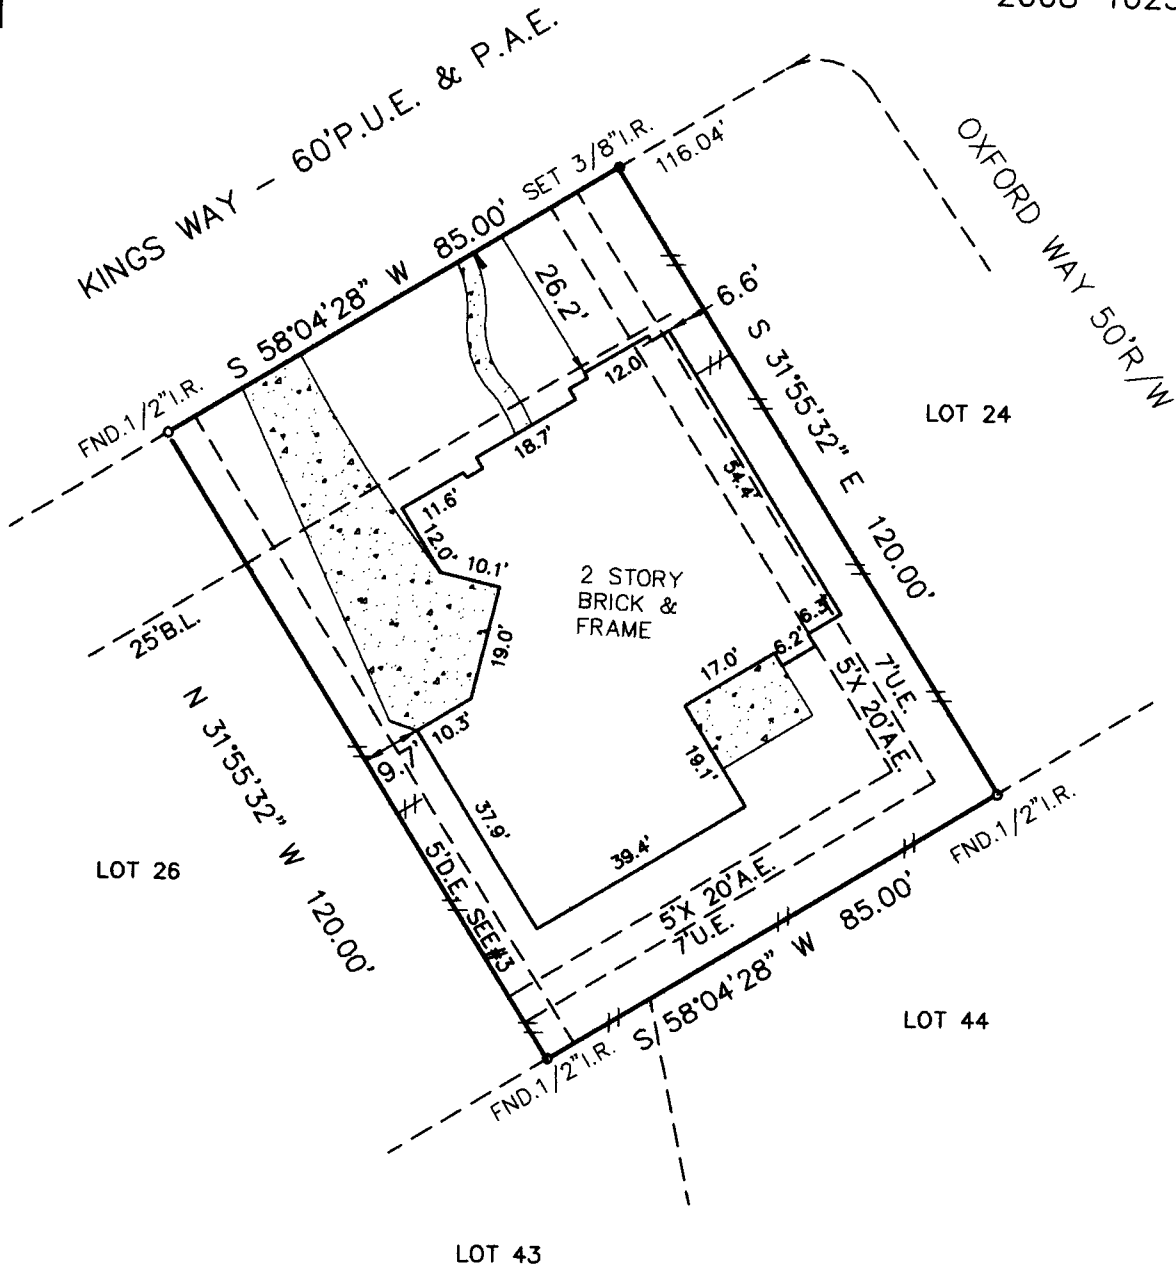 KINGS WAY – 60'P.U.E. & P.A.E.
OXFORD WAY 50'R/W
116.04'
SET 3/8"I.R.
S 58°04'28" W 85.00'
FND.1/2"I.R.
26.2'
6.6'
S 31°55'32" E 120.00'
LOT 24
12.0
18.7'
11.6'
12.0'
10.1'
19.0'
10.3'
9.7'
54.4'
2 STORY
BRICK &
FRAME
25'B.L.
N 31°55'32" W 120.00'
LOT 26
6.3'
6.2'
17.0'
19.1'
7'U.E.
5'X 20'A.E.
37.9'
39.4'
5'D.E. SEE#3
5'X 20'A.E.
7'U.E.
FND.1/2"I.R.
S 58°04'28" W 85.00'
FND.1/2"I.R.
LOT 44
LOT 43